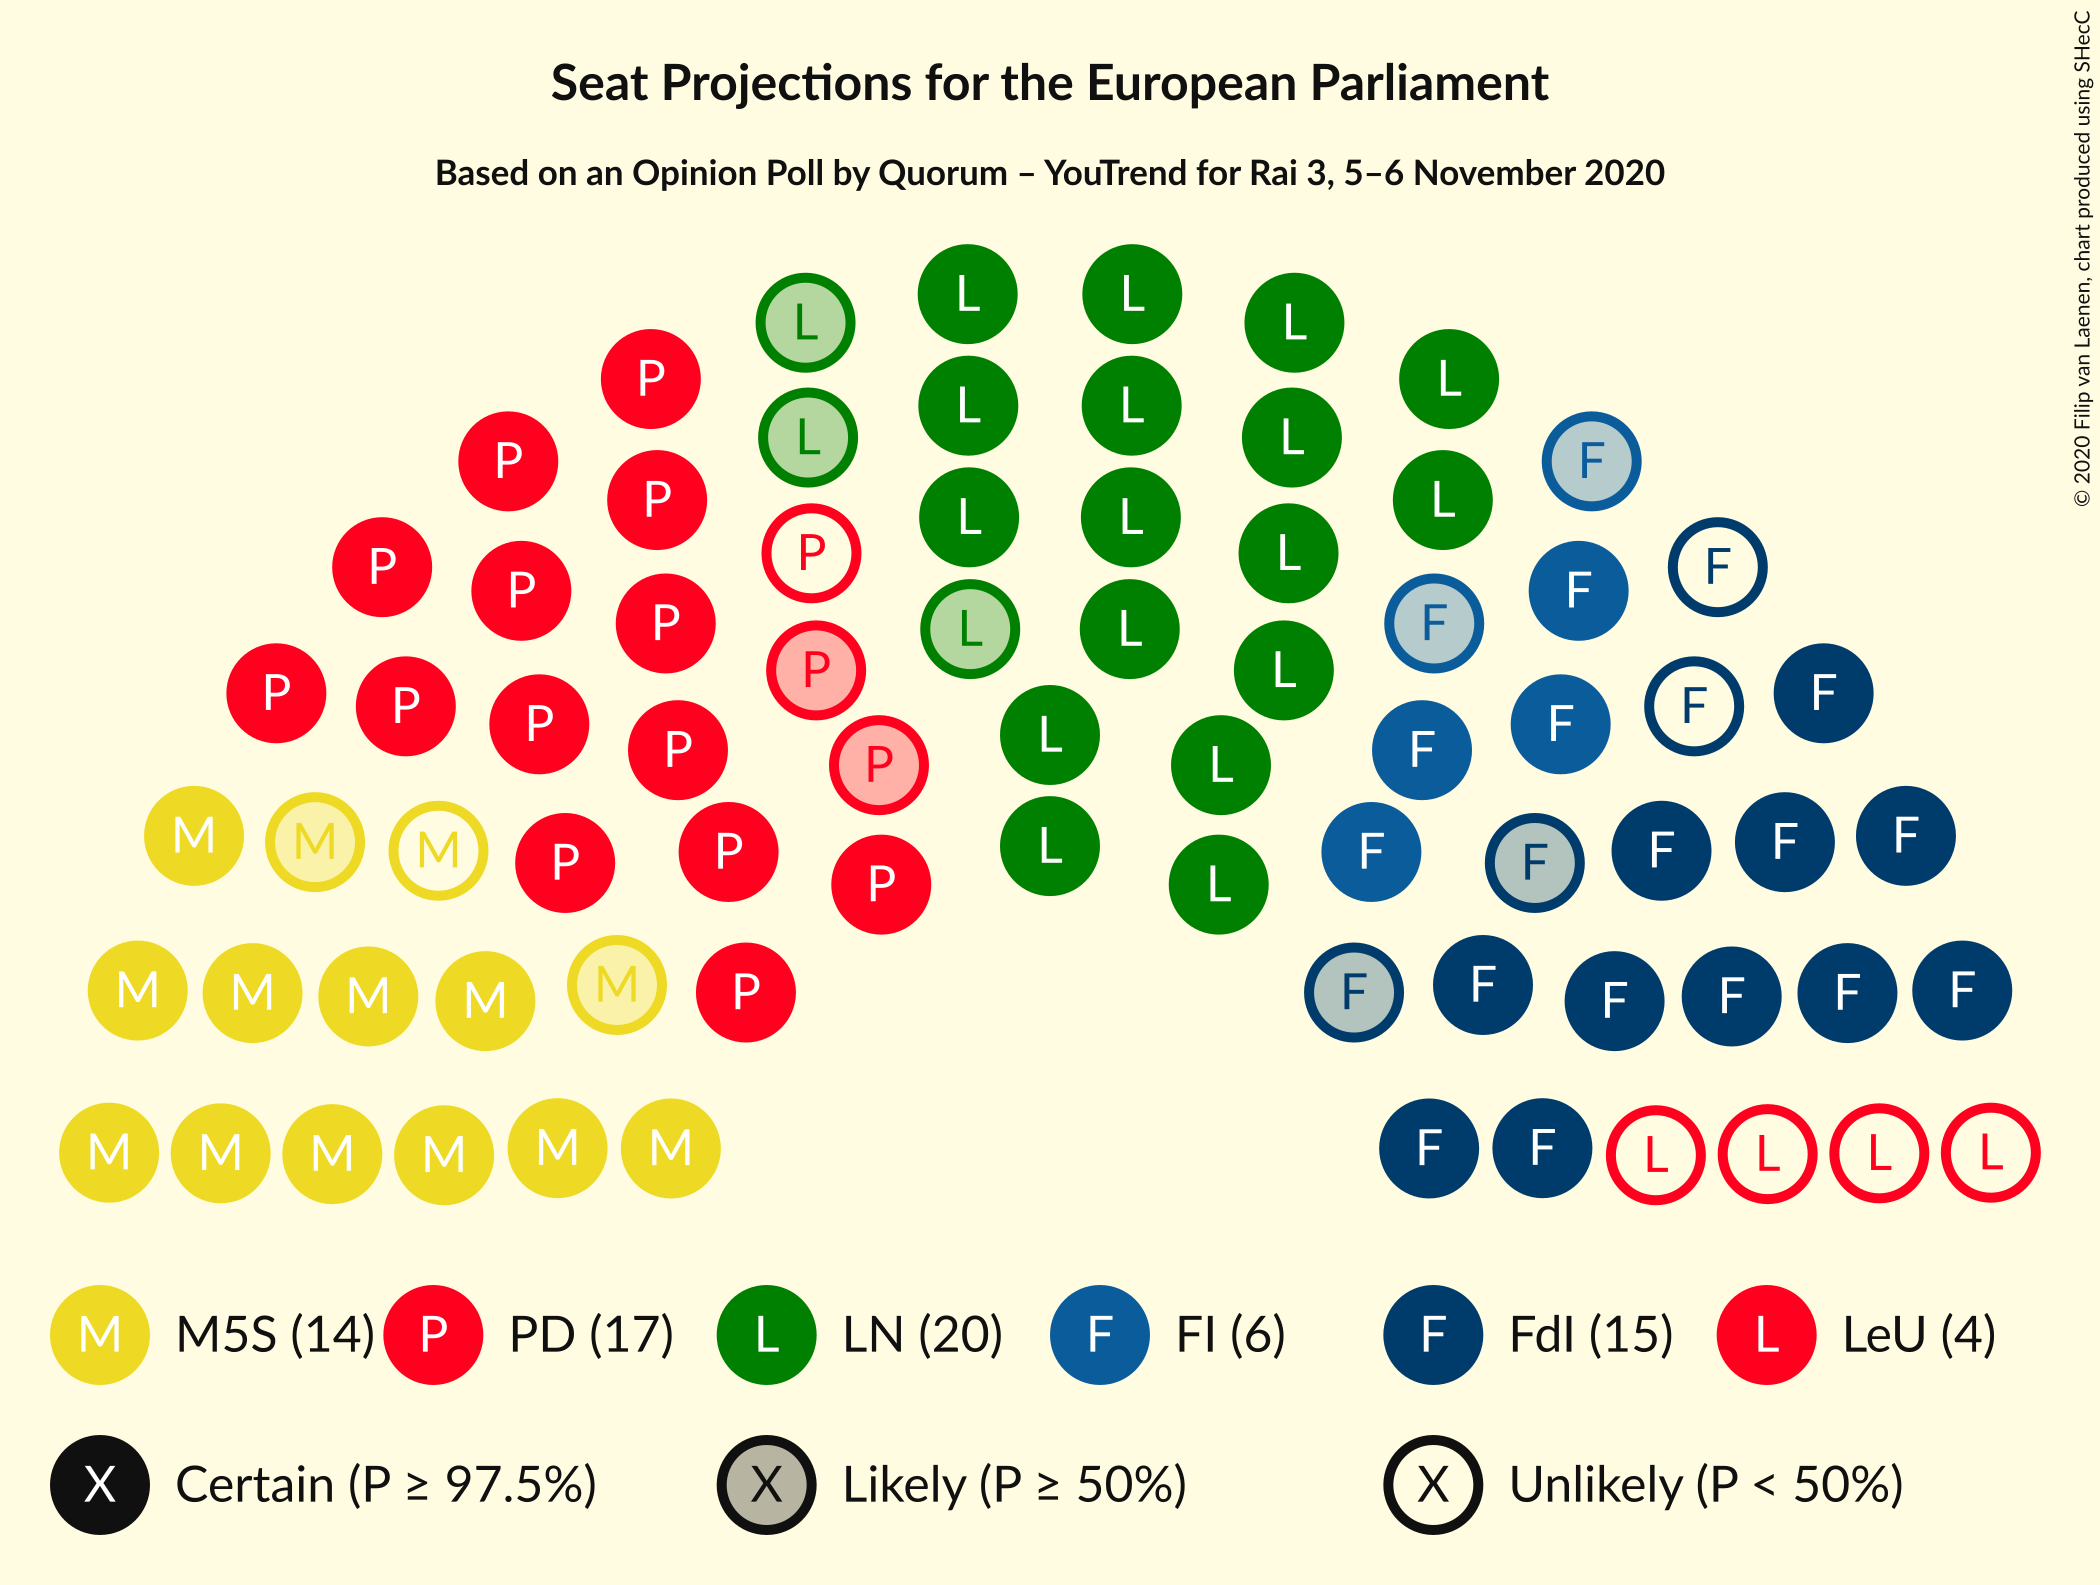 Seat Projections for the European Parliament
Based on an Opinion Poll by Quorum – YouTrend for Rai 3, 5–6 November 2020
© 2020 Filip van Laenen, chart produced using SHecC
L L L L
P L
L L L L
P F
P L
P L L L F
P P F
P L L F
P P F
P L
P P P F F
P P L F
P L F
M M M P P P L L F F F F F
M M M M M P F F F F F F
M M M M M M F F L L L L
M M5S (14) P PD (17) L LN (20) F FI (6) F FdI (15) L LeU (4)
X Certain (P ≥ 97.5%) X Likely (P ≥ 50%) X Unlikely (P < 50%)